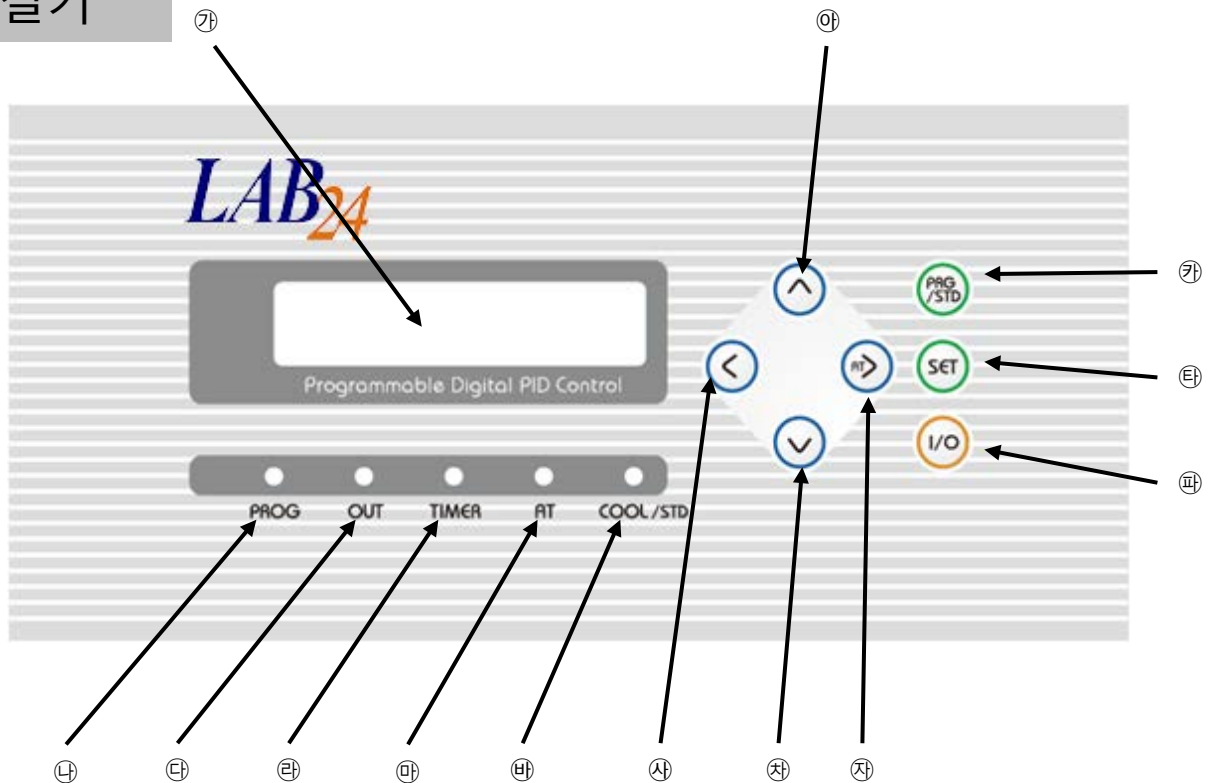 ㉮
㉵
LAB24
㉸
PRG
/STD
Programmable Digital PID Control
AT
SET
㉹
I/O
㉺
PROG OUT TIMER AT COOL/STD
㉯ ㉰ ㉱ ㉲ ㉳ ㉴ ㉷ ㉶